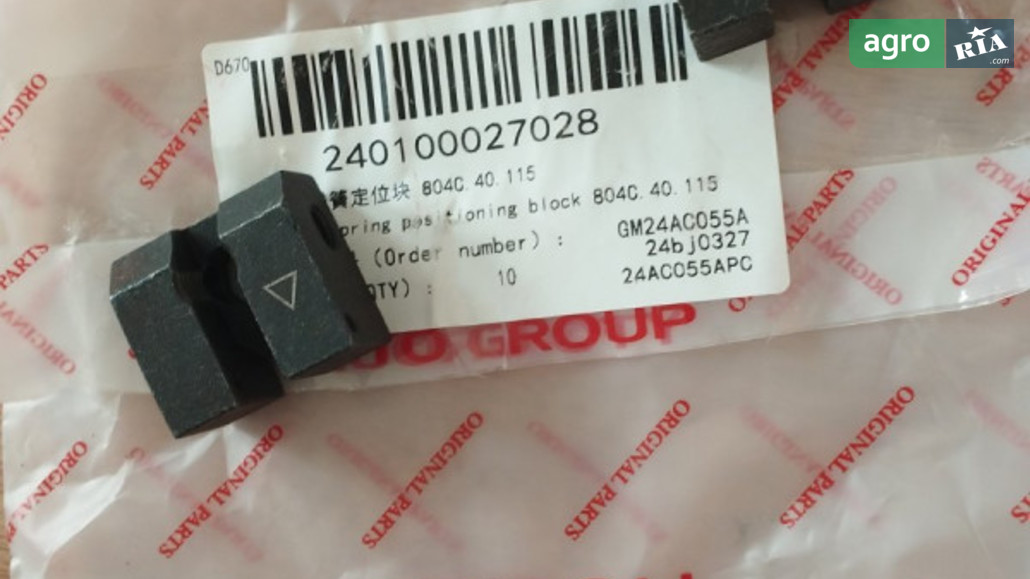 agro
RIA
.com
D670
240100027028
簧定位块 804C.40.115
pring positioning block 804C.40.115
GM24AC055A
(Order number) : 24bj0327
QTY) : 10 24AC055APC
GROUP
ORIGINAL PARTS
ORIGINAL PARTS
ORIGINAL PARTS
ORIGINAL PARTS
ORIGINAL PARTS
ORIGINAL PARTS